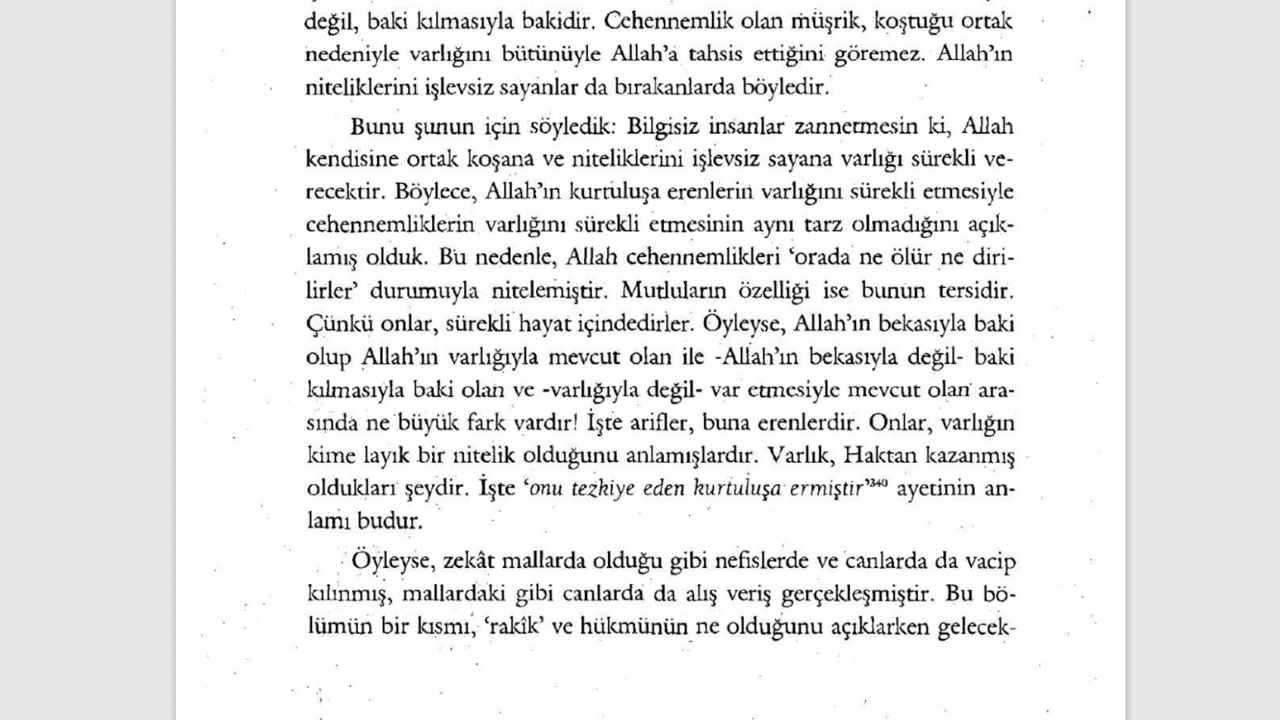 değil, baki kılmasıyla bakidir. Cehennemlik olan müşrik, koştuğu ortak
nedeniyle varlığını bütünüyle Allah’a tahsis ettiğini göremez. Allah’ın
niteliklerini işlevsiz sayanlar da bırakanlarda böyledir.
Bunu şunun için söyledik: Bilgisiz insanlar zannetmesin ki, Allah
kendisine ortak koşana ve niteliklerini işlevsiz sayana varlığı sürekli ve-
recektir. Böylece, Allah’ın kurtuluşa erenlerin varlığını sürekli etmesiyle
cehennemliklerin varlığını sürekli etmesinin aynı tarz olmadığını açık-
lamış olduk. Bu nedenle, Allah cehennemlikleri ‘orada ne ölür ne diri-
lirler’ durumuyla nitelemiştir. Mutluların özelliği ise bunun tersidir.
Çünkü onlar, sürekli hayat içindedirler. Öyleyse, Allah’ın bekasıyla baki
olup Allah’ın varlığıyla mevcut olan ile -Allah’ın bekasıyla değil- baki
kılmasıyla baki olan ve -varlığıyla değil- var etmesiyle mevcut olan ara-
sında ne büyük fark vardır! İşte arifler, buna erenlerdir. Onlar, varlığın
kime layık bir nitelik olduğunu anlamışlardır. Varlık, Haktan kazanmış
oldukları şeydir. İşte ‘onu tezkiye eden kurtuluşa ermiştir’³⁴⁰ ayetinin an-
lamı budur.
Öyleyse, zekât mallarda olduğu gibi nefislerde ve canlarda da vacip
kılınmış, mallardaki gibi canlarda da alış veriş gerçekleşmiştir. Bu bö-
lümün bir kısmı, ‘rakîk’ ve hükmünün ne olduğunu açıklarken gelecek-